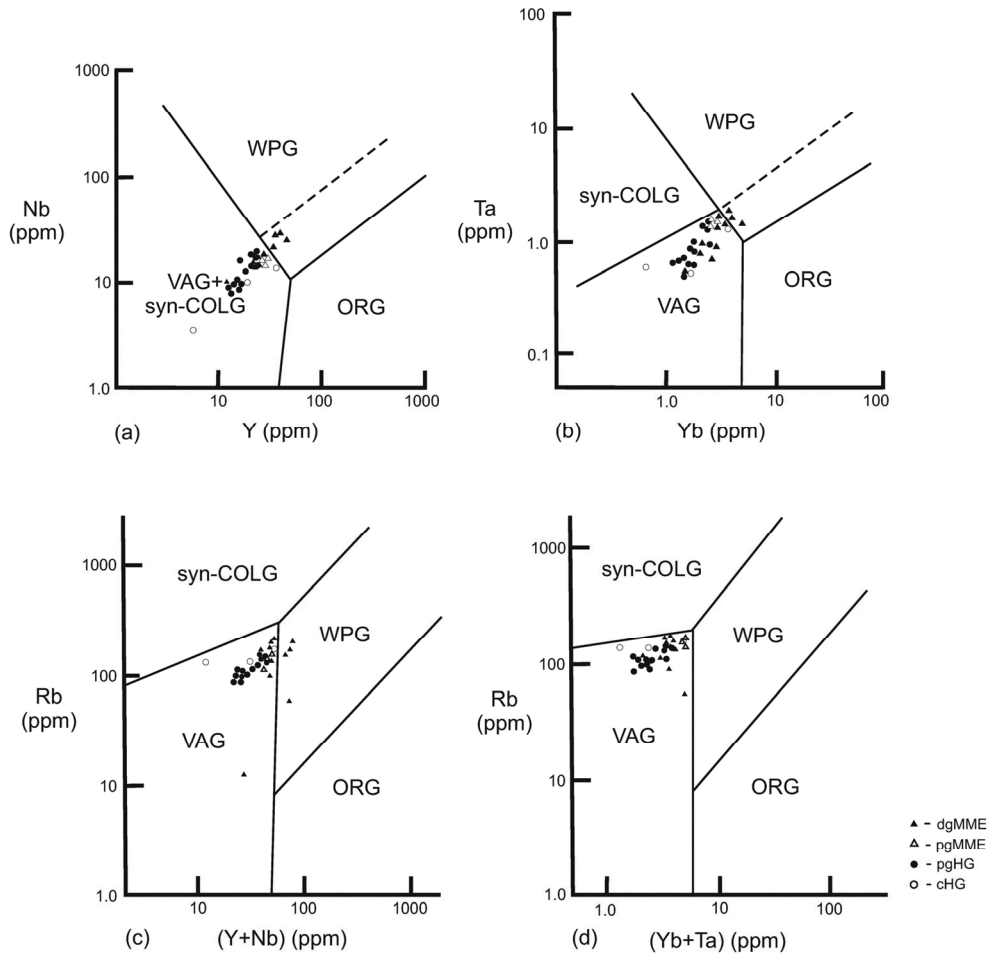 1000
100
10
1.0
Nb
(ppm)
WPG
VAG+
syn-COLG
ORG
10
100
1000
(a)
Y (ppm)
100
10
1.0
0.1
Ta
(ppm)
WPG
syn-COLG
VAG
ORG
1.0
10
100
(b)
Yb (ppm)
1000
100
10
1.0
Rb
(ppm)
syn-COLG
WPG
VAG
ORG
10
100
1000
(c)
(Y+Nb) (ppm)
1000
100
10
1.0
Rb
(ppm)
syn-COLG
WPG
VAG
ORG
1.0
10
100
(d)
(Yb+Ta) (ppm)
- dgMME
- pgMME
- pgHG
- cHG